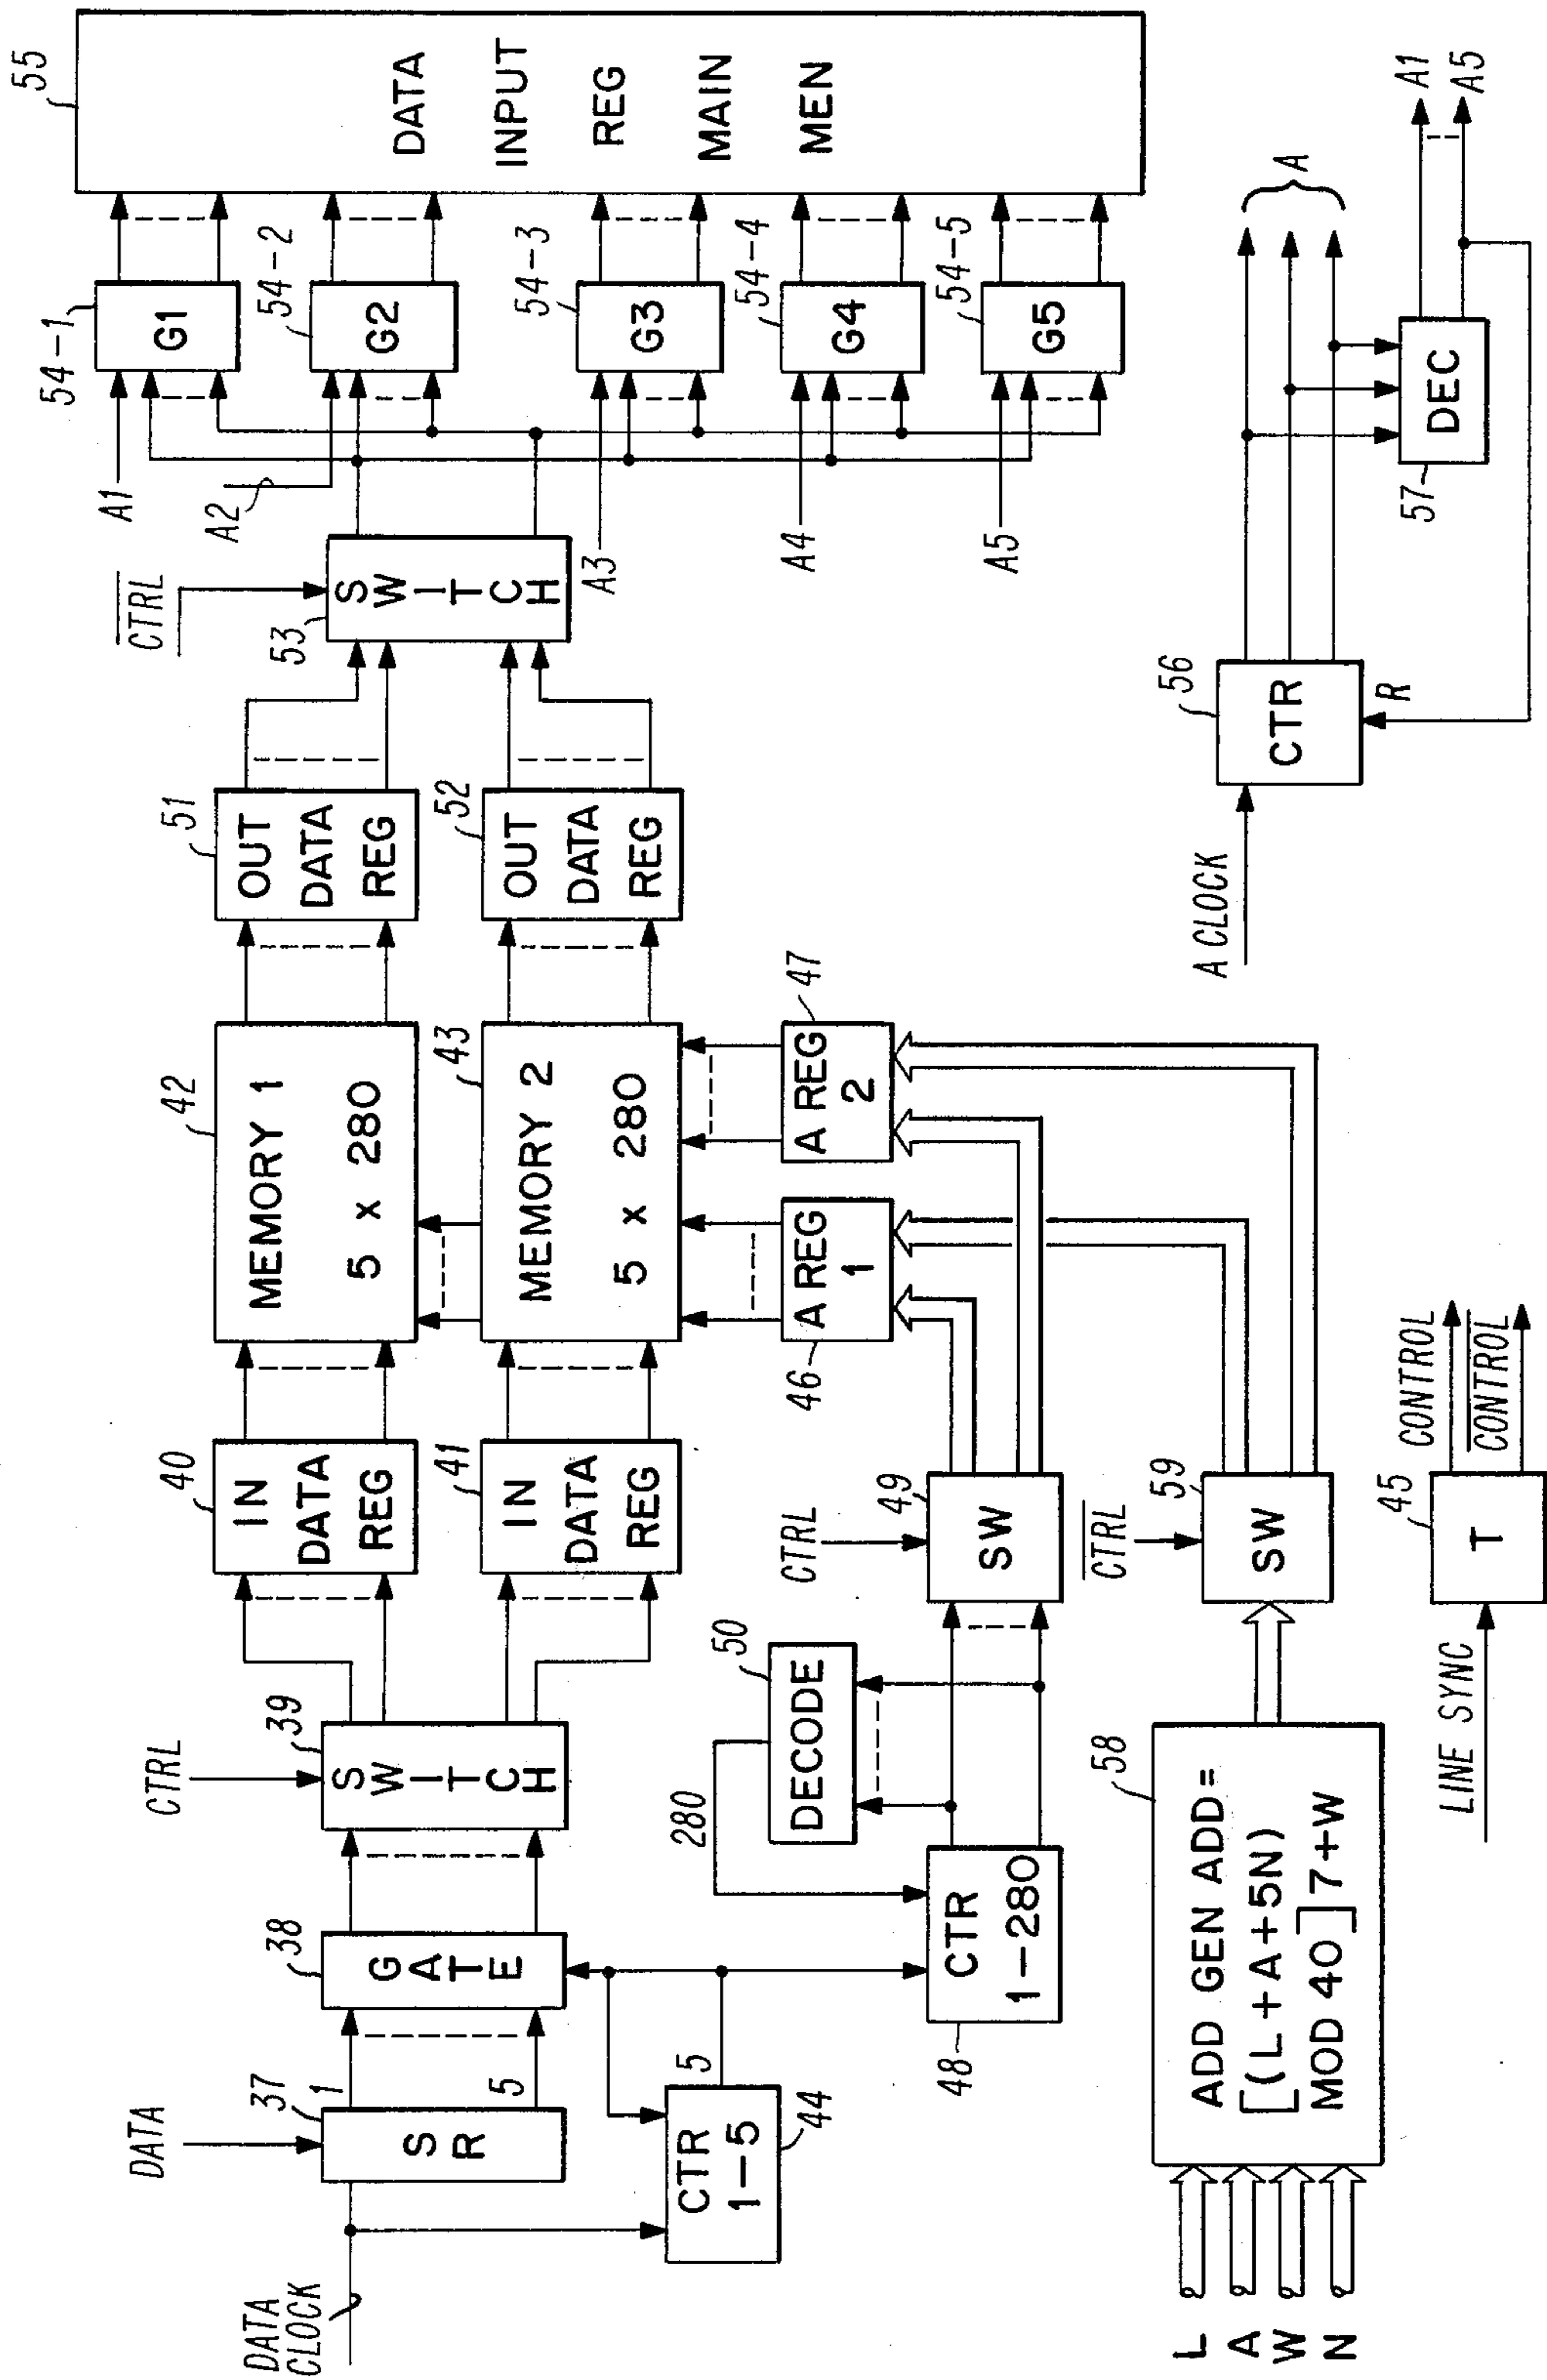 DATA
DATA
CLOCK
37
SR
1
5
CTR
1-5
44
5
38
GATE
CTRL
39
SWITCH
40
IN
DATA
REG
41
IN
DATA
REG
42
MEMORY 1
5 x 280
43
MEMORY 2
5 x 280
51
OUT
DATA
REG
52
OUT
DATA
REG
CTRL
53
SWITCH
A1
A2
A3
A4
A5
54-1
G1
54-2
G2
54-3
G3
54-4
G4
54-5
G5
55
DATA
INPUT
REG
MAIN
MEN
48
CTR
1-280
280
50
DECODE
CTRL
49
SW
46
A REG
1
47
A REG
2
L
A
W
N
58
ADD GEN ADD=
[(L+A+5N)
MOD 40]7+W
CTRL
59
SW
LINE SYNC
45
T
CONTROL
CONTROL
A CLOCK
56
CTR
R
57
DEC
A
A1
A5